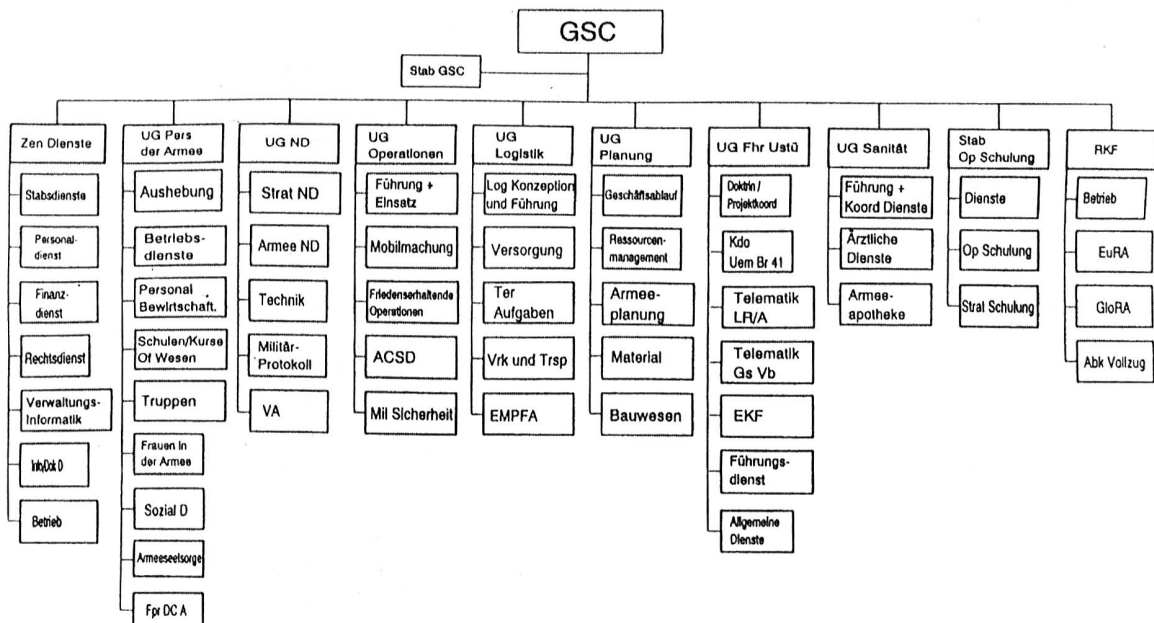 GSC
Stab GSC
Zen Dienste
Stabsdienste
Personal-
dienst
Finanz-
dienst
Rechtsdienst
Verwaltungs-
Informatik
Info,Dok D
Betrieb
UG Pers
der Armee
Aushebung
Betriebs-
dienste
Personal
Bewirtschaft.
Schulen/Kurse
Of Wesen
Truppen
Frauen in
der Armee
Sozial D
Armeeseelsorge
Fpr DC A
UG ND
Strat ND
Armee ND
Technik
Militär-
Protokoll
VA
UG
Operationen
Führung +
Einsatz
Mobilmachung
Friedenserhaltende
Operationen
ACSD
Mil Sicherheit
UG
Logistik
Log Konzeption
und Führung
Versorgung
Ter
Aufgaben
Vrk und Trsp
EMPFA
UG
Planung
Geschäftsablauf
Ressourcen-
management
Armee-
planung
Material
Bauwesen
UG Fhr Ustü
Doktrin /
Projektkoord
Kdo
Uem Br 41
Telematik
LR/A
Telematik
Gs Vb
EKF
Führungs-
dienst
Allgemeine
Dienste
UG Sanität
Führung +
Koord Dienste
Ärztliche
Dienste
Armee-
apotheke
Stab
Op Schulung
Dienste
Op Schulung
Strat Schulung
RKF
Betrieb
EuRA
GloRA
Abk Vollzug